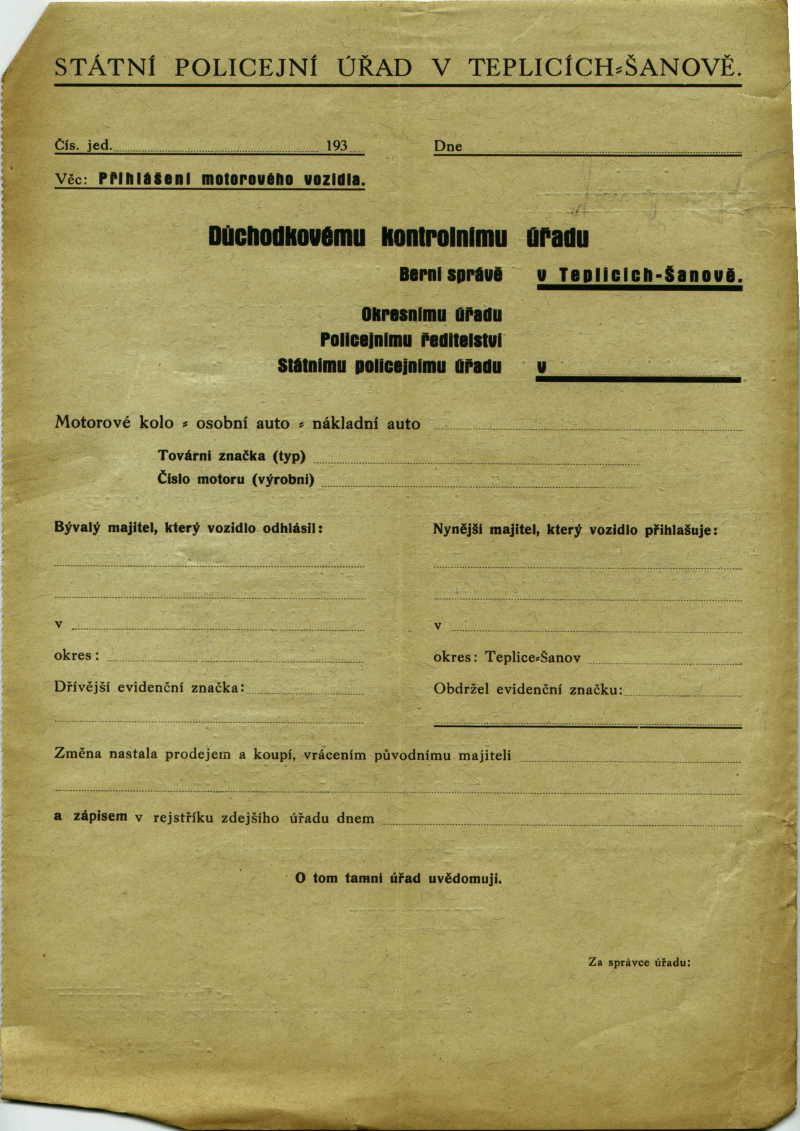 STÁTNÍ POLICEJNÍ ÚŘAD V TEPLICÍCH-ŠANOVĚ.
Čís. jed. 193 Dne
Věc: Přihlášení motorového vozidla.
Důchodkovému kontrolnímu úřadu
Berní správě v Teplicích-Šanově.
Okresnímu úřadu
Policejnímu ředitelství
Státnímu policejnímu úřadu v
Motorové kolo - osobní auto - nákladní auto
Tovární značka (typ)
Číslo motoru (výrobní)
Bývalý majitel, který vozidlo odhlásil: Nynější majitel, který vozidlo přihlašuje:
v v
okres: okres: Teplice-Šanov
Dřívější evidenční značka: Obdržel evidenční značku:
Změna nastala prodejem a koupí, vrácením původnímu majiteli
a zápisem v rejstříku zdejšího úřadu dnem
O tom tamní úřad uvědomuji.
Za správce úřadu: